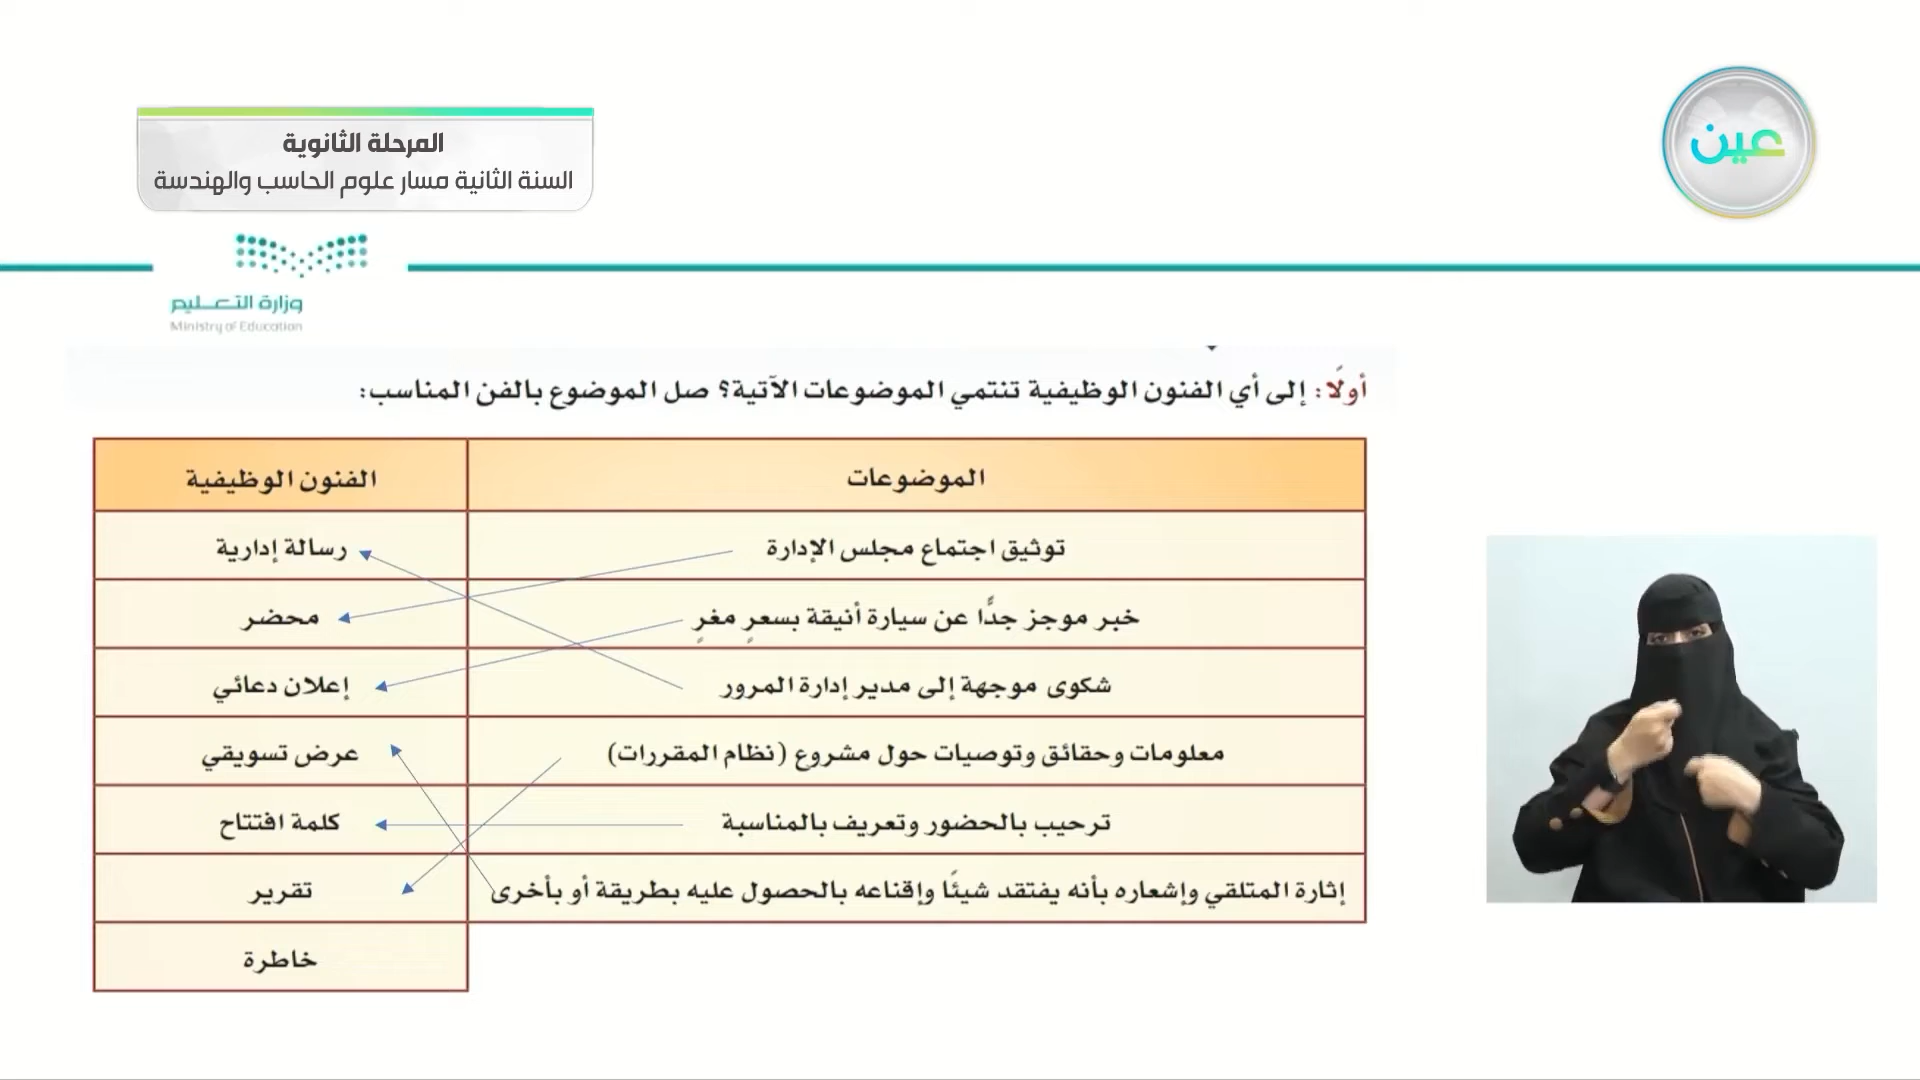 المرحلة الثانوية
السنة الثانية مسار علوم الحاسب والهندسة
عين
وزارة التعـــليم
Ministry of Education
أولًا: إلى أي الفنون الوظيفية تنتمي الموضوعات الآتية؟ صل الموضوع بالفن المناسب:
الموضوعات
الفنون الوظيفية
توثيق اجتماع مجلس الإدارة
رسالة إدارية
خبر موجز جدًّا عن سيارة أنيقة بسعرٍ مغرٍ
محضر
شكوى موجهة إلى مدير إدارة المرور
إعلان دعائي
معلومات وحقائق وتوصيات حول مشروع (نظام المقررات)
عرض تسويقي
ترحيب بالحضور وتعريف بالمناسبة
كلمة افتتاح
إثارة المتلقي وإشعاره بأنه يفتقد شيئًا وإقناعه بالحصول عليه بطريقة أو بأخرى
تقرير
خاطرة